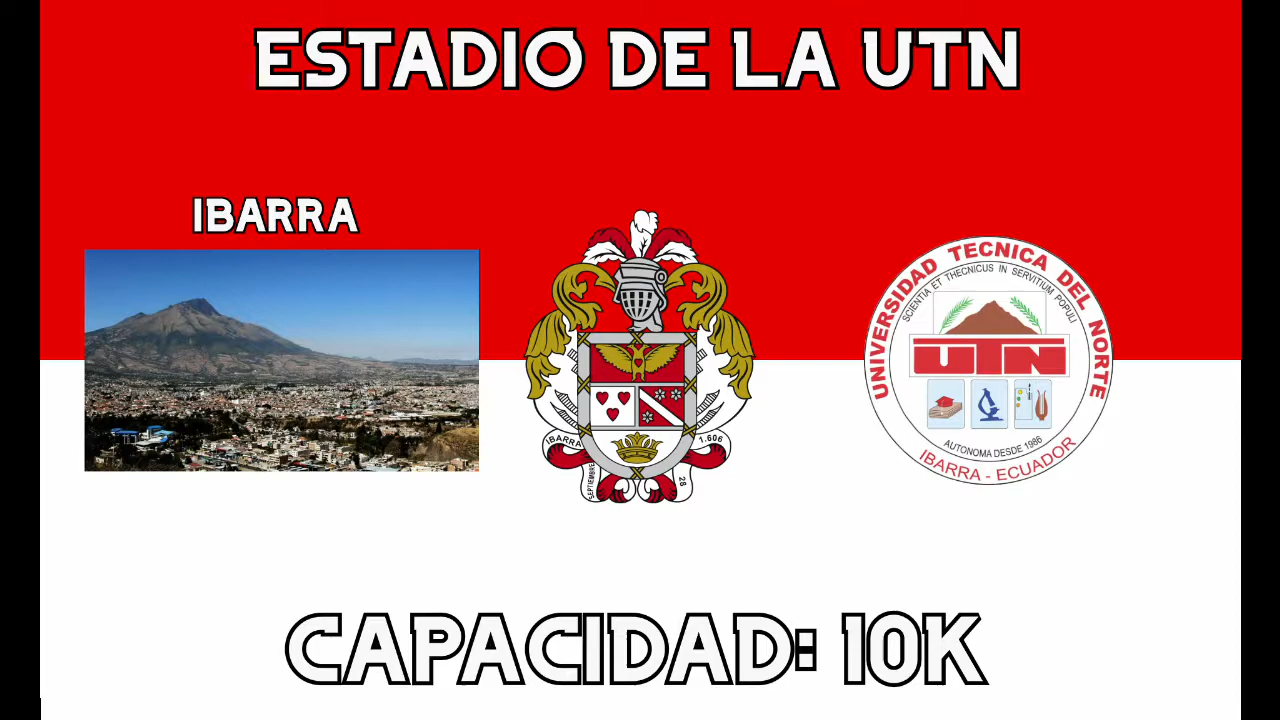 ESTADIO DE LA UTN
IBARRA
IBARRA 1.606
SEPTIEMBRE 28
UNIVERSIDAD TECNICA DEL NORTE
SCIENTIA ET THECNICUS IN SERVITIUM POPULI
UTN
AUTONOMA DESDE 1986
IBARRA - ECUADOR
CAPACIDAD: 10K